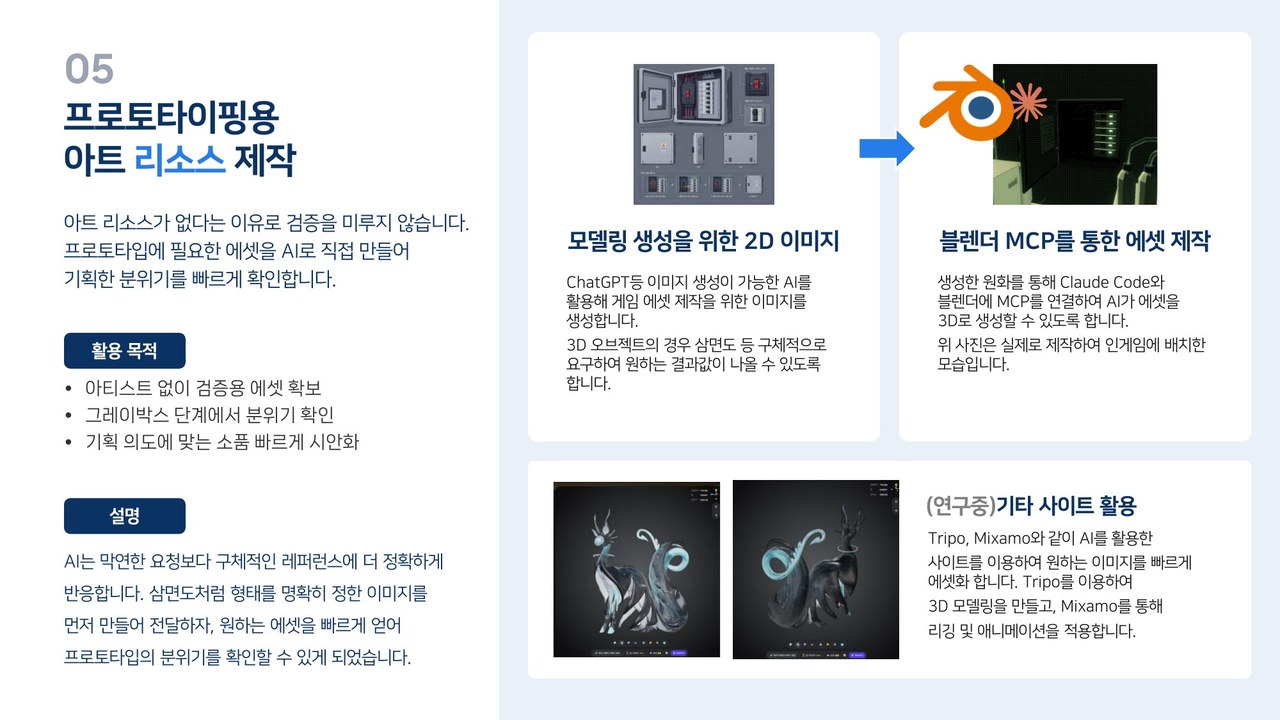 05
프로토타이핑용
아트 리소스 제작
아트 리소스가 없다는 이유로 검증을 미루지 않습니다.
프로토타입에 필요한 에셋을 AI로 직접 만들어
기획한 분위기를 빠르게 확인합니다.
활용 목적
• 아티스트 없이 검증용 에셋 확보
• 그레이박스 단계에서 분위기 확인
• 기획 의도에 맞는 소품 빠르게 시안화
설명
AI는 막연한 요청보다 구체적인 레퍼런스에 더 정확하게
반응합니다. 삼면도처럼 형태를 명확히 정한 이미지를
먼저 만들어 전달하자, 원하는 에셋을 빠르게 얻어
프로토타입의 분위기를 확인할 수 있게 되었습니다.
모델링 생성을 위한 2D 이미지
ChatGPT등 이미지 생성이 가능한 AI를
활용해 게임 에셋 제작을 위한 이미지를
생성합니다.
3D 오브젝트의 경우 삼면도 등 구체적으로
요구하여 원하는 결과값이 나올 수 있도록
합니다.
블렌더 MCP를 통한 에셋 제작
생성한 원화를 통해 Claude Code와
블렌더에 MCP를 연결하여 AI가 에셋을
3D로 생성할 수 있도록 합니다.
위 사진은 실제로 제작하여 인게임에 배치한
모습입니다.
(연구중)기타 사이트 활용
Tripo, Mixamo와 같이 AI를 활용한
사이트를 이용하여 원하는 이미지를 빠르게
에셋화 합니다. Tripo를 이용하여
3D 모델링을 만들고, Mixamo를 통해
리깅 및 애니메이션을 적용합니다.